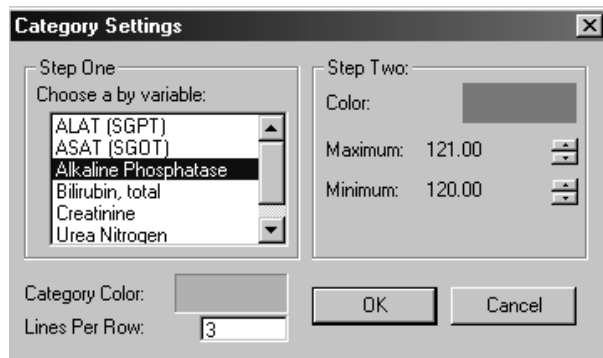 Category Settings
Step One
Choose a by variable:
ALAT (SGPT)
ASAT (SGOT)
Alkaline Phosphatase
Bilirubin, total
Creatinine
Urea Nitrogen
Step Two:
Color:
Maximum: 121.00
Minimum: 120.00
Category Color:
Lines Per Row: 3
OK Cancel